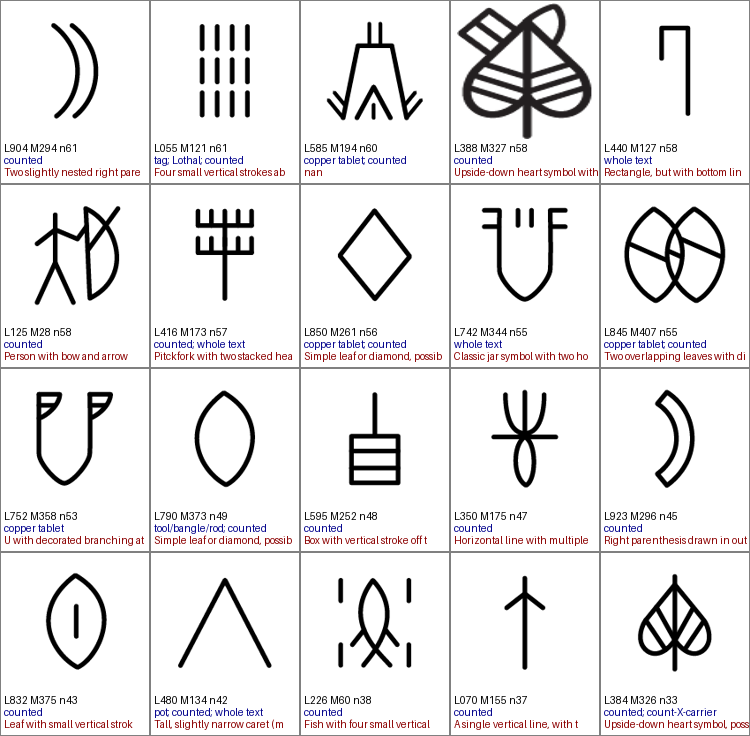 L904 M294 n61
counted
Two slightly nested right pare
L055 M121 n61
tag; Lothal; counted
Four small vertical strokes ab
L585 M194 n60
copper tablet; counted
nan
L388 M327 n58
counted
Upside-down heart symbol with
L440 M127 n58
whole text
Rectangle, but with bottom lin
L125 M28 n58
counted
Person with bow and arrow
L416 M173 n57
counted; whole text
Pitckfork with two stacked hea
L850 M261 n56
copper tablet; counted
Simple leaf or diamond, possib
L742 M344 n55
whole text
Classic jar symbol with two ho
L845 M407 n55
copper tablet; counted
Two overlapping leaves with di
L752 M358 n53
copper tablet
U with decorated branching at
L790 M373 n49
tool/bangle/rod; counted
Simple leaf or diamond, possib
L595 M252 n48
counted
Box with vertical stroke off t
L350 M175 n47
counted
Horizontal line with multiple
L923 M296 n45
counted
Right parenthesis drawn in out
L832 M375 n43
counted
Leaf with small vertical strok
L480 M134 n42
pot; counted; whole text
Tall, slightly narrow caret (m
L226 M60 n38
counted
Fish with four small vertical
L070 M155 n37
counted
A single vertical line, with t
L384 M326 n33
counted; count-X-carrier
Upside-down heart symbol, poss